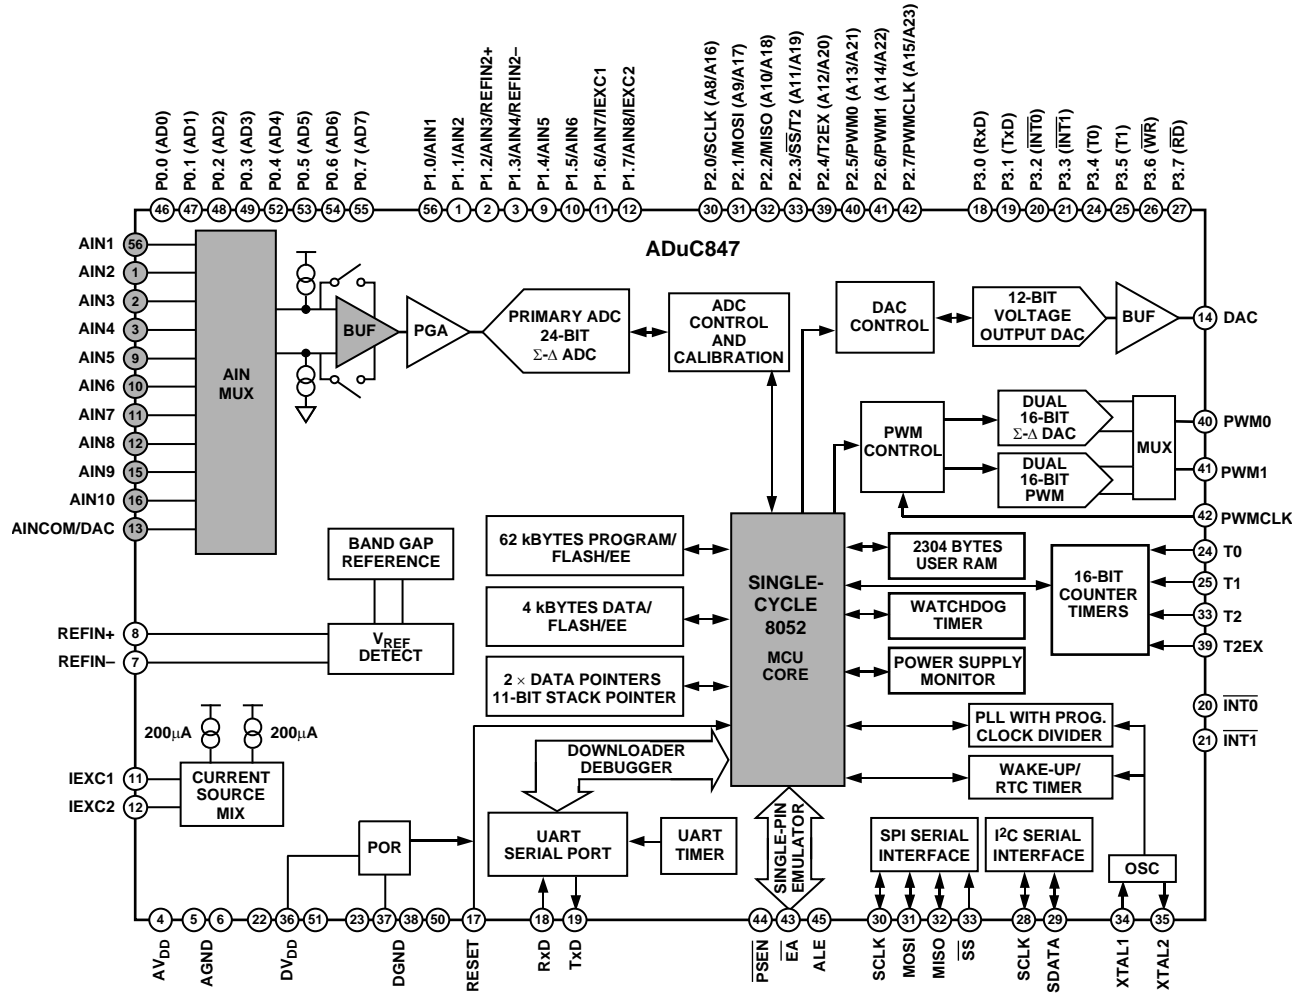 P0.0 (AD0)
P0.1 (AD1)
P0.2 (AD2)
P0.3 (AD3)
P0.4 (AD4)
P0.5 (AD5)
P0.6 (AD6)
P0.7 (AD7)
P1.0/AIN1
P1.1/AIN2
P1.2/AIN3/REFIN2+
P1.3/AIN4/REFIN2–
P1.4/AIN5
P1.5/AIN6
P1.6/AIN7/IEXC1
P1.7/AIN8/IEXC2
P2.0/SCLK (A8/A16)
P2.1/MOSI (A9/A17)
P2.2/MISO (A10/A18)
P2.3/SS/T2 (A11/A19)
P2.4/T2EX (A12/A20)
P2.5/PWM0 (A13/A21)
P2.6/PWM1 (A14/A22)
P2.7/PWMCLK (A15/A23)
P3.0 (RxD)
P3.1 (TxD)
P3.2 (INT0)
P3.3 (INT1)
P3.4 (T0)
P3.5 (T1)
P3.6 (WR)
P3.7 (RD)
46 47 48 49 52 53 54 55 56 1 2 3 9 10 11 12 30 31 32 33 39 40 41 42 18 19 20 21 24 25 26 27
ADuC847
AIN1 56
AIN2 1
AIN3 2
AIN4 3
AIN5 9
AIN6 10
AIN7 11
AIN8 12
AIN9 15
AIN10 16
AINCOM/DAC 13
AIN
MUX
BUF
PGA
PRIMARY ADC
24-BIT
Σ-Δ ADC
ADC
CONTROL
AND
CALIBRATION
DAC
CONTROL
12-BIT
VOLTAGE
OUTPUT DAC
BUF
14 DAC
PWM
CONTROL
DUAL
16-BIT
Σ-Δ DAC
DUAL
16-BIT
PWM
MUX
40 PWM0
41 PWM1
42 PWMCLK
BAND GAP
REFERENCE
VREF
DETECT
REFIN+ 8
REFIN– 7
62 kBYTES PROGRAM/
FLASH/EE
4 kBYTES DATA/
FLASH/EE
2 × DATA POINTERS
11-BIT STACK POINTER
SINGLE-
CYCLE
8052
MCU
CORE
2304 BYTES
USER RAM
WATCHDOG
TIMER
POWER SUPPLY
MONITOR
16-BIT
COUNTER
TIMERS
24 T0
25 T1
33 T2
39 T2EX
20 INT0
21 INT1
200μA
200μA
IEXC1 11
IEXC2 12
CURRENT
SOURCE
MIX
DOWNLOADER
DEBUGGER
PLL WITH PROG.
CLOCK DIVIDER
WAKE-UP/
RTC TIMER
POR
UART
SERIAL PORT
UART
TIMER
SINGLE-PIN
EMULATOR
SPI SERIAL
INTERFACE
I2C SERIAL
INTERFACE
OSC
4 5 6 22 36 51 23 37 38 50 17 18 19 44 43 45 30 31 32 33 28 29 34 35
AVDD
AGND
DVDD
DGND
RESET
RxD
TxD
PSEN
EA
ALE
SCLK
MOSI
MISO
SS
SCLK
SDATA
XTAL1
XTAL2